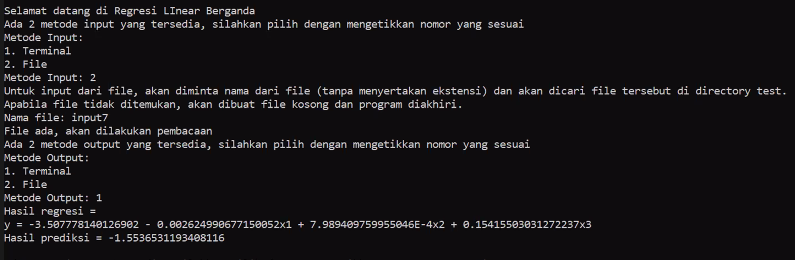 Selamat datang di Regresi LInear Berganda
Ada 2 metode input yang tersedia, silahkan pilih dengan mengetikkan nomor yang sesuai
Metode Input:
1. Terminal
2. File
Metode Input: 2
Untuk input dari file, akan diminta nama dari file (tanpa menyertakan ekstensi) dan akan dicari file tersebut di directory test.
Apabila file tidak ditemukan, akan dibuat file kosong dan program diakhiri.
Nama file: input7
File ada, akan dilakukan pembacaan
Ada 2 metode output yang tersedia, silahkan pilih dengan mengetikkan nomor yang sesuai
Metode Output:
1. Terminal
2. File
Metode Output: 1
Hasil regresi =
y = -3.507778140126902 - 0.002624990677150052x1 + 7.989409759955046E-4x2 + 0.15415503031272237x3
Hasil prediksi = -1.5536531193408116